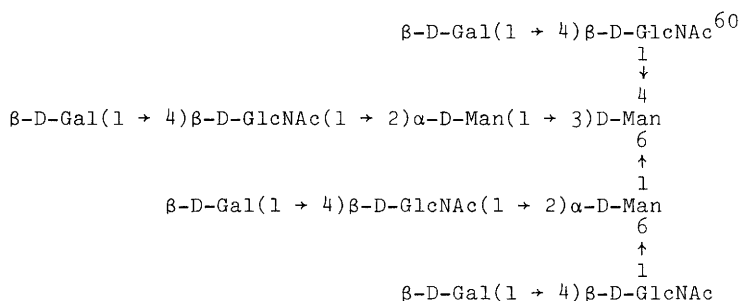 β-D-Gal(1 → 4)β-D-GlcNAc60
1
↓
4
β-D-Gal(1 → 4)β-D-GlcNAc(1 → 2)α-D-Man(1 → 3)D-Man
6
↑
1
β-D-Gal(1 → 4)β-D-GlcNAc(1 → 2)α-D-Man
6
↑
1
β-D-Gal(1 → 4)β-D-GlcNAc